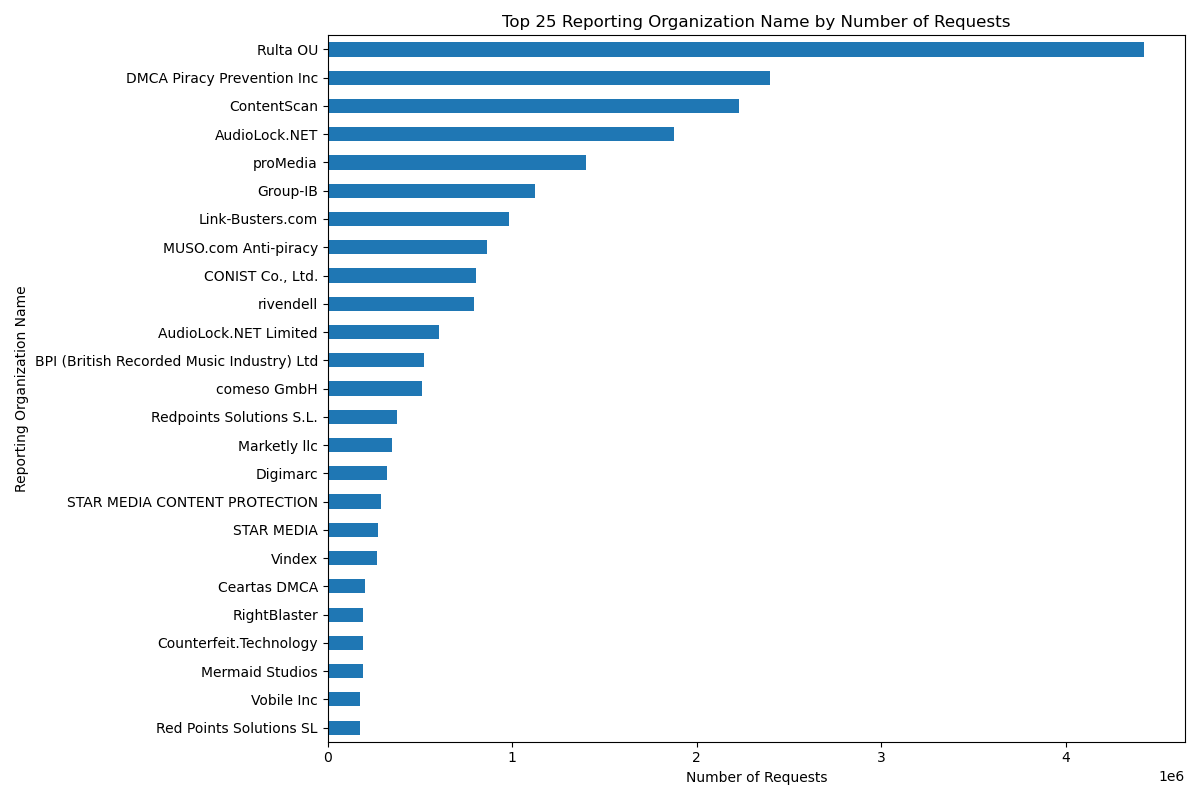 Top 25 Reporting Organization Name by Number of Requests
Reporting Organization Name
Rulta OU
DMCA Piracy Prevention Inc
ContentScan
AudioLock.NET
proMedia
Group-IB
Link-Busters.com
MUSO.com Anti-piracy
CONIST Co., Ltd.
rivendell
AudioLock.NET Limited
BPI (British Recorded Music Industry) Ltd
comeso GmbH
Redpoints Solutions S.L.
Marketly llc
Digimarc
STAR MEDIA CONTENT PROTECTION
STAR MEDIA
Vindex
Ceartas DMCA
RightBlaster
Counterfeit.Technology
Mermaid Studios
Vobile Inc
Red Points Solutions SL
0 1 2 3 4
1e6
Number of Requests